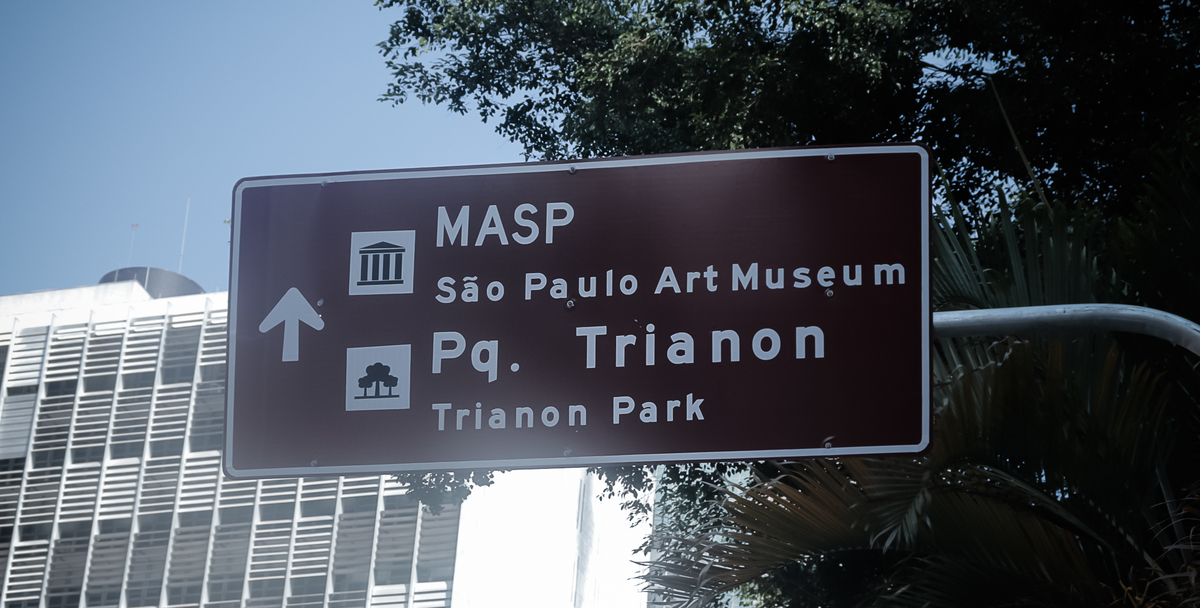 MASP
São Paulo Art Museum
Pq. Trianon
Trianon Park